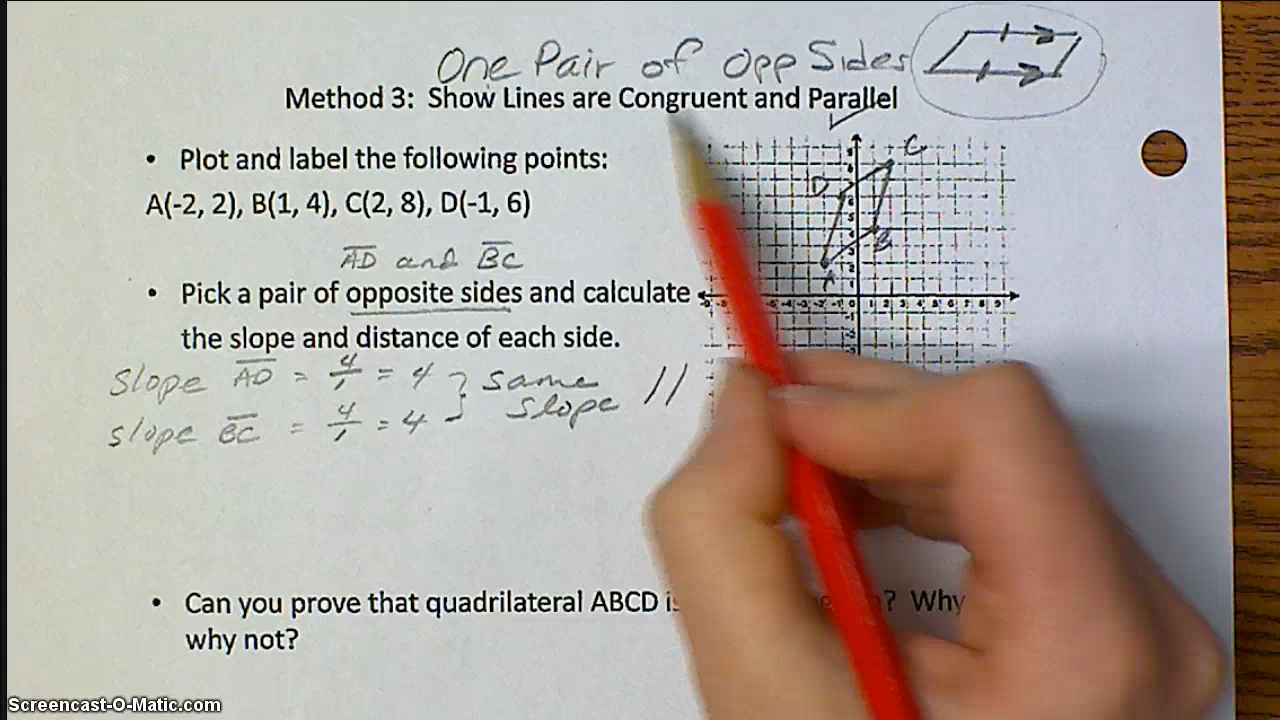 One Pair of Opp Sides
Method 3: Show Lines are Congruent and Parallel
• Plot and label the following points:
A(-2, 2), B(1, 4), C(2, 8), D(-1, 6)
C
D
B
A
AD and BC
• Pick a pair of opposite sides and calculate
the slope and distance of each side.
Slope AD = 4/1 = 4 } same slope //
slope BC = 4/1 = 4
• Can you prove that quadrilateral ABCD is ? Why
why not?
Screencast-O-Matic.com